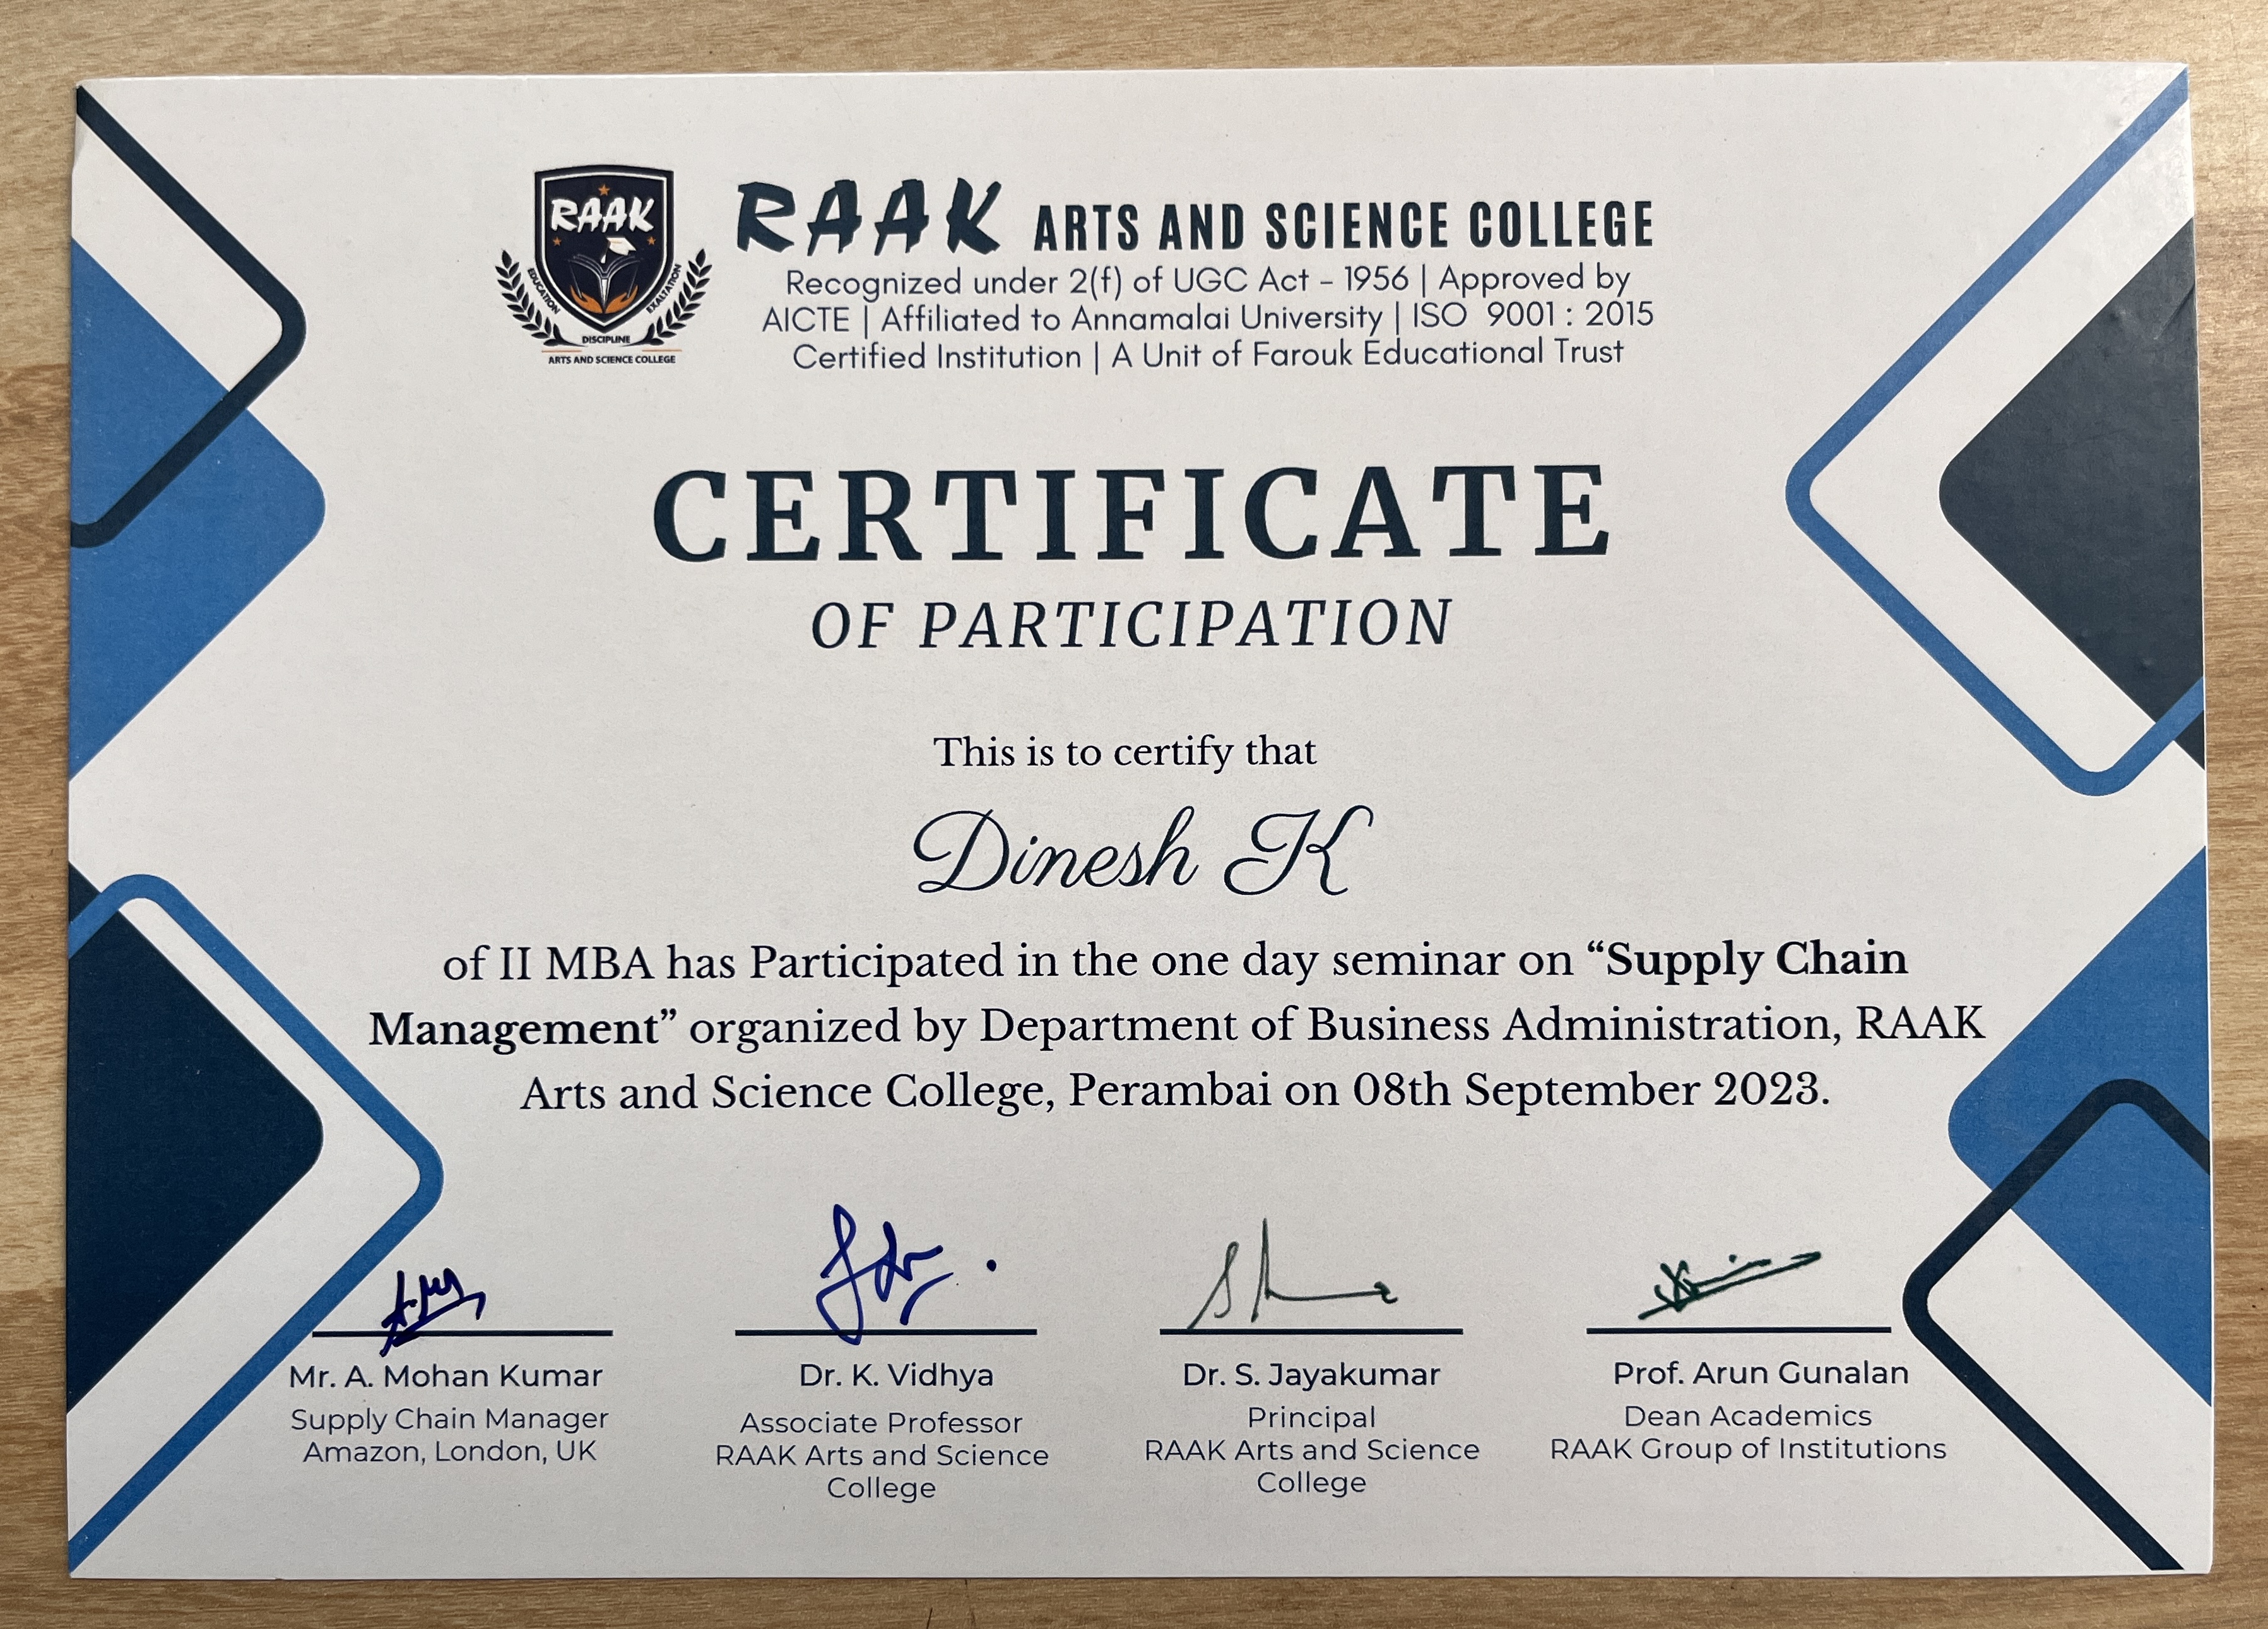 RAAK
EDUCATION
DISCIPLINE
EXALTATION
ARTS AND SCIENCE COLLEGE
RAAK ARTS AND SCIENCE COLLEGE
Recognized under 2(f) of UGC Act - 1956 | Approved by
AICTE | Affiliated to Annamalai University | ISO 9001 : 2015
Certified Institution | A Unit of Farouk Educational Trust
CERTIFICATE
OF PARTICIPATION
This is to certify that
Dinesh K
of II MBA has Participated in the one day seminar on “Supply Chain
Management” organized by Department of Business Administration, RAAK
Arts and Science College, Perambai on 08th September 2023.
Mr. A. Mohan Kumar
Supply Chain Manager
Amazon, London, UK
Dr. K. Vidhya
Associate Professor
RAAK Arts and Science
College
Dr. S. Jayakumar
Principal
RAAK Arts and Science
College
Prof. Arun Gunalan
Dean Academics
RAAK Group of Institutions